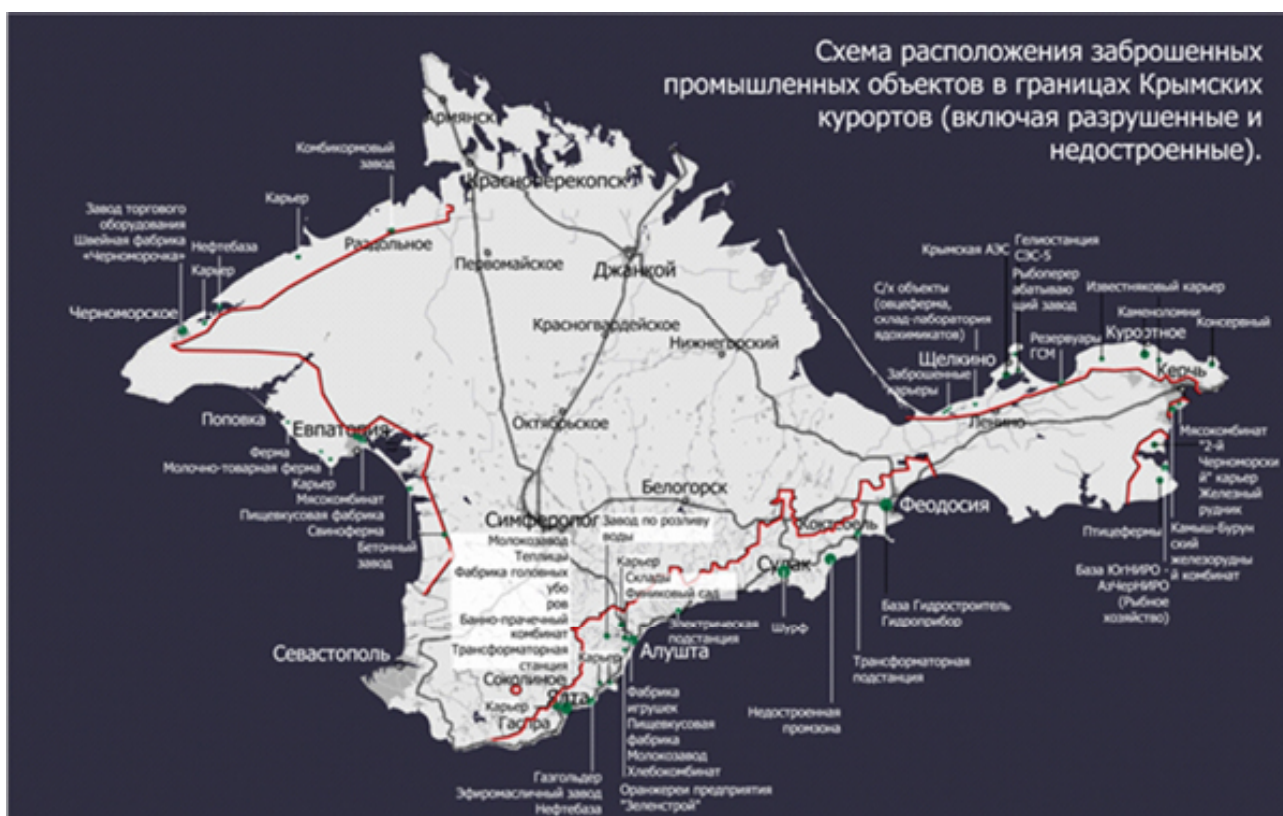 Схема расположения заброшенных
промышленных объектов в границах Крымских
курортов (включая разрушенные и
недостроенные).
Армянск
Комбикормовый
завод
Красноперекопск
Карьер
Завод торгового
оборудования
Швейная фабрика
«Черноморочка»
Нефтебаза
Карьер
Раздольное
Первомайское
Джанкой
Черноморское
Красногвардейское
Нижнегорский
Крымская АЭС
Гелиостанция
СЭС-5
Рыбоперер
абатываю
щий завод
С/х объекты
(овцеферма,
склад-лаборатория
ядохимикатов)
Известняковый карьер
Каменоломни
Консервный
Курортное
Резервуары
ГСМ
Щелкино
Заброшенные
карьеры
Керчь
Ленино
Поповка
Евпатория
Октябрьское
Ферма
Молочно-товарная ферма
Карьер
Мясокомбинат
Пищевкусовая фабрика
Свиноферма
Бетонный
завод
Белогорск
Феодосия
Коктебель
Мясокомбинат
"2-й
Черноморски
й" карьер
Железный
рудник
Птицефермы
Камыш-Бурун
ский
железорудны
й комбинат
База ЮгНИРО -
АзЧерНИРО
(Рыбное
хозяйство)
Симферополь
Завод по розливу
воды
Молокозавод
Теплицы
Фабрика головных
убо
ров
Банно-прачечный
комбинат
Трансформаторная
станция
Карьер
Склады
Финиковый сад
Судак
Электрическая
подстанция
Шурф
База Гидростроитель
Гидроприбор
Трансформаторная
подстанция
Севастополь
Алушта
Карьер
Соколиное
Ялта
Карьер
Гаспра
Недостроенная
промзона
Фабрика
игрушек
Пищевкусовая
фабрика
Молокозавод
Хлебокомбинат
Газгольдер
Эфиромасличный завод
Нефтебаза
Оранжереи предприятия
"Зеленстрой"